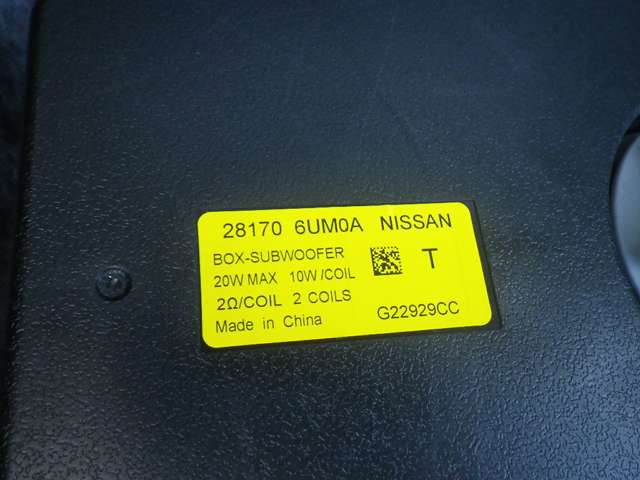 28170 6UM0A NISSAN
BOX-SUBWOOFER
20W MAX 10W/COIL
T
2Ω/COIL 2 COILS
Made in China
G22929CC